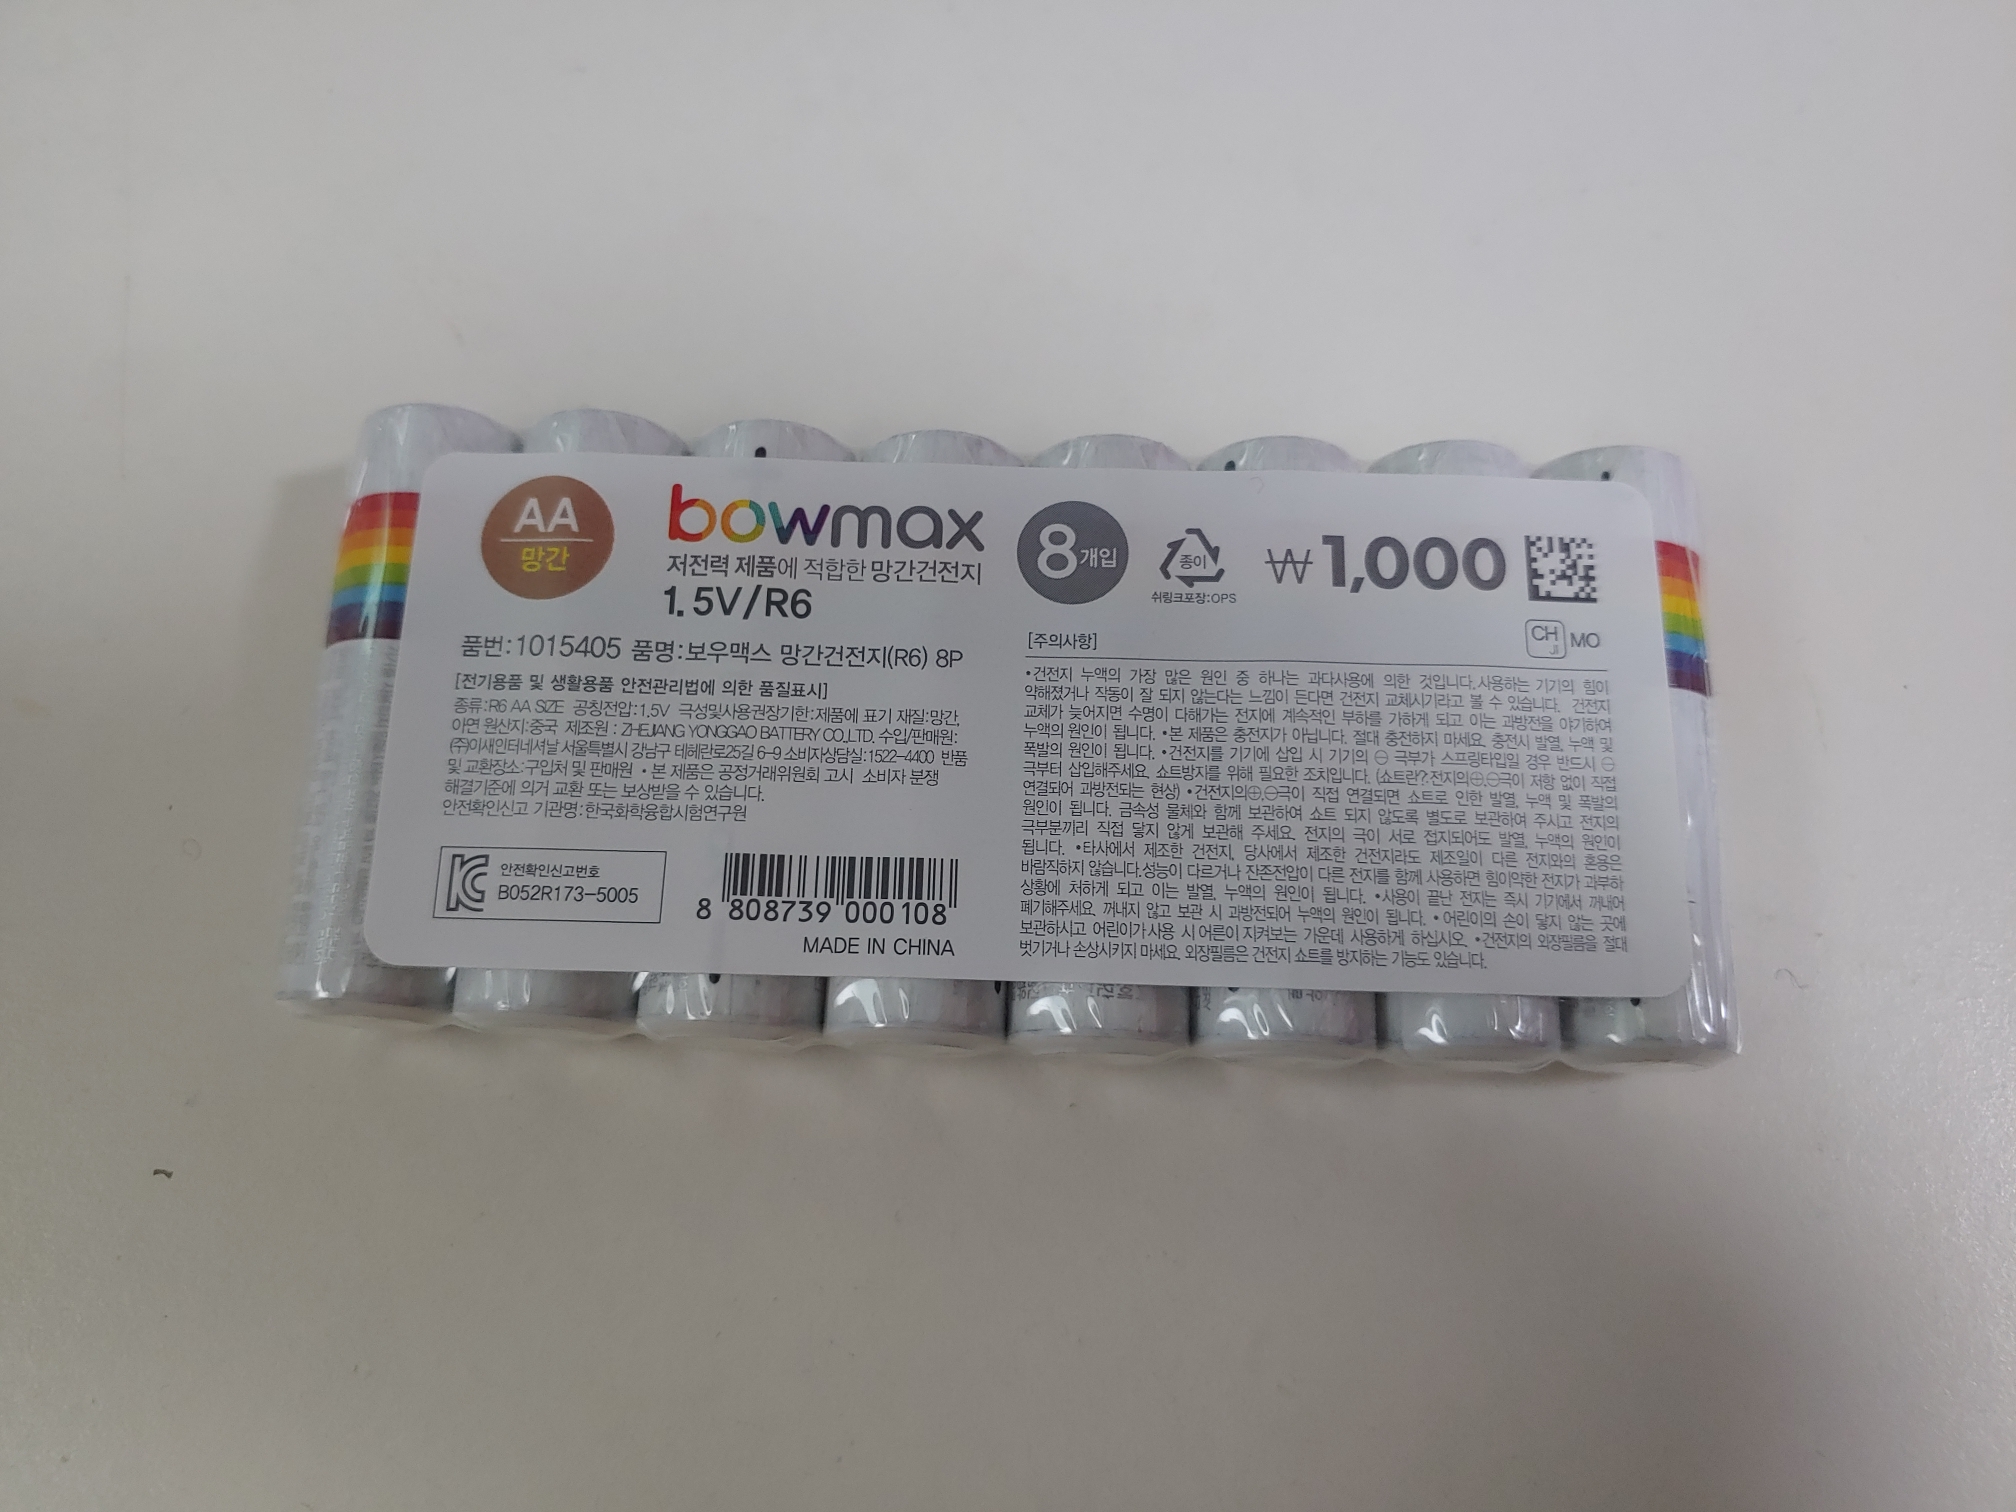 AA
망간
bowmax
저전력 제품에 적합한 망간건전지
1.5V/R6
8개입
종이
쉬링크포장:OPS
₩1,000
CH
JI
MO
품번:1015405 품명:보우맥스 망간건전지(R6) 8P
[전기용품 및 생활용품 안전관리법에 의한 품질표시]
종류:R6 AA SIZE 공칭전압:1.5V 극성및사용권장기한:제품에 표기 재질:망간,
아연 원산지:중국 제조원 : ZHEJIANG YONGGAO BATTERY CO.,LTD. 수입/판매원:
(주)이새인터네셔날 서울특별시 강남구 테헤란로25길 6-9 소비자상담실:1522-4400 반품
및 교환장소:구입처 및 판매원 • 본 제품은 공정거래위원회 고시 소비자 분쟁
해결기준에 의거 교환 또는 보상받을 수 있습니다.
안전확인신고 기관명:한국화학융합시험연구원
안전확인신고번호
B052R173-5005
8 808739 000108
MADE IN CHINA
[주의사항]
•건전지 누액의 가장 많은 원인 중 하나는 과다사용에 의한 것입니다.사용하는 기기의 힘이
약해졌거나 작동이 잘 되지 않는다는 느낌이 든다면 건전지 교체시기라고 볼 수 있습니다. 건전지
교체가 늦어지면 수명이 다해가는 전지에 계속적인 부하를 가하게 되고 이는 과방전을 야기하여
누액의 원인이 됩니다. •본 제품은 충전지가 아닙니다. 절대 충전하지 마세요. 충전시 발열, 누액 및
폭발의 원인이 됩니다. •건전지를 기기에 삽입 시 기기의 ⊖ 극부가 스프링타입일 경우 반드시 ⊖
극부터 삽입해주세요. 쇼트방지를 위해 필요한 조치입니다. (쇼트란?:전지의⊕,⊖극이 저항 없이 직접
연결되어 과방전되는 현상) •건전지의⊕,⊖극이 직접 연결되면 쇼트로 인한 발열, 누액 및 폭발의
원인이 됩니다. 금속성 물체와 함께 보관하여 쇼트 되지 않도록 별도로 보관하여 주시고 전지의
극부분끼리 직접 닿지 않게 보관해 주세요. 전지의 극이 서로 접지되어도 발열, 누액의 원인이
됩니다. •타사에서 제조한 건전지, 당사에서 제조한 건전지라도 제조일이 다른 전지와의 혼용은
바람직하지 않습니다.성능이 다르거나 잔존전압이 다른 전지를 함께 사용하면 힘이약한 전지가 과부하
상황에 처하게 되고 이는 발열, 누액의 원인이 됩니다. •사용이 끝난 전지는 즉시 기기에서 꺼내어
폐기해주세요. 꺼내지 않고 보관 시 과방전되어 누액의 원인이 됩니다. • 어린이의 손이 닿지 않는 곳에
보관하시고 어린이가 사용 시 어른이 지켜보는 가운데 사용하게 하십시오. •건전지의 외장필름을 절대
벗기거나 손상시키지 마세요. 외장필름은 건전지 쇼트를 방지하는 기능도 있습니다.